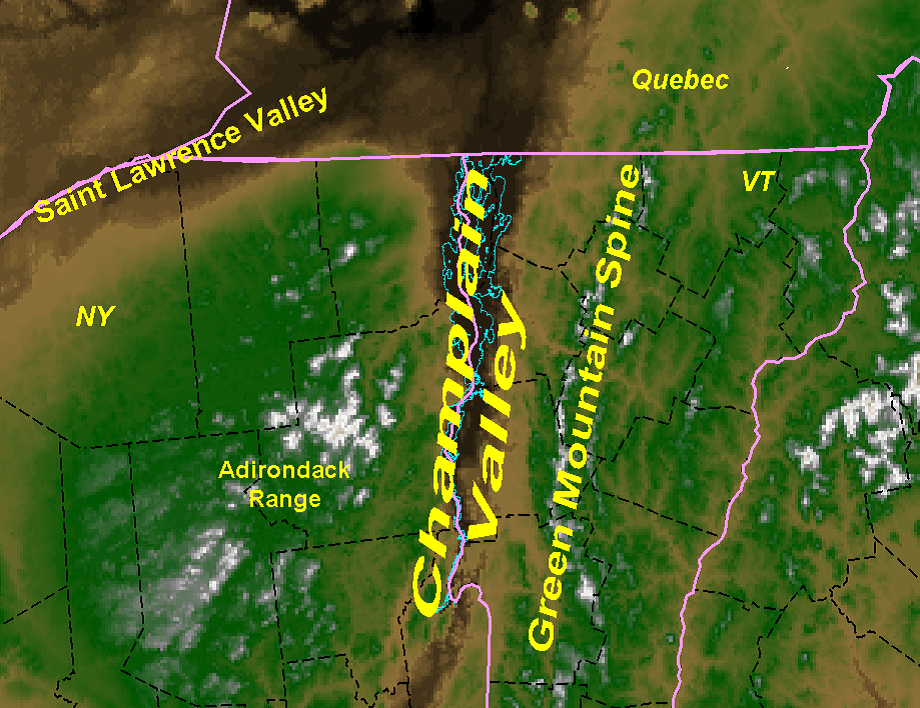 Quebec
Saint Lawrence Valley
VT
NY
Champlain
Valley
Green Mountain Spine
Adirondack
Range